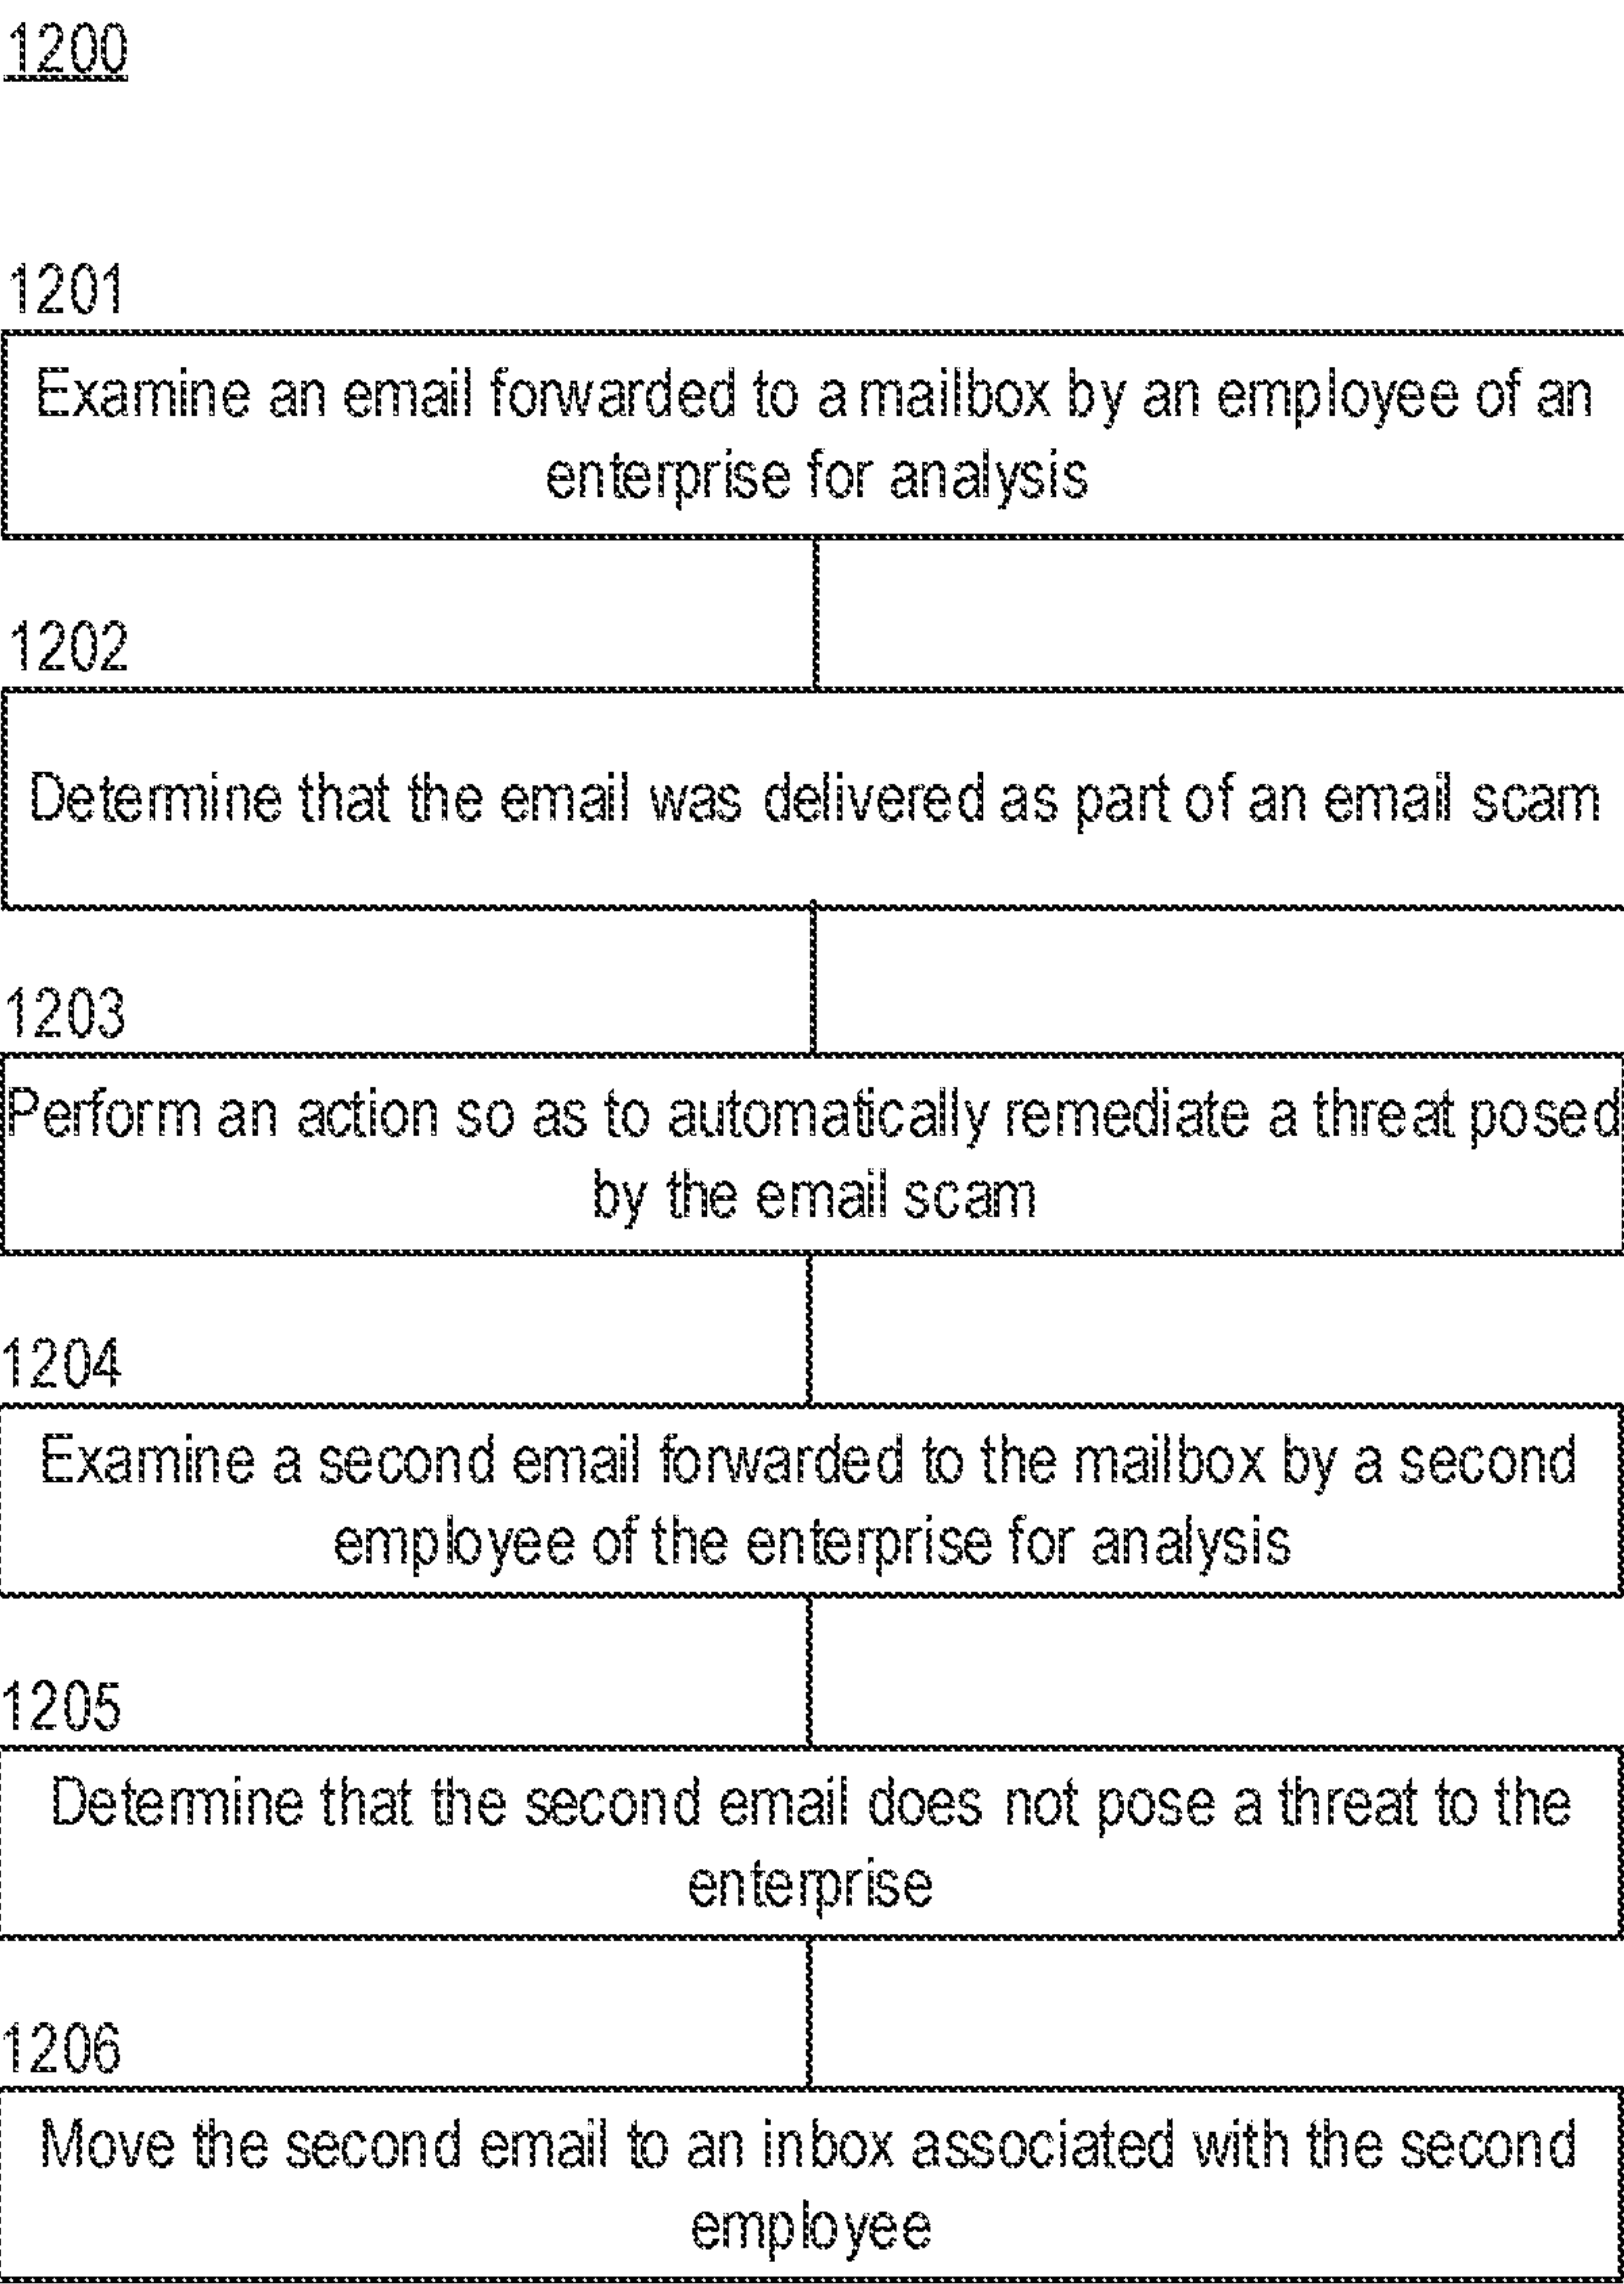 1200
1201
Examine an email forwarded to a mailbox by an employee of an
enterprise for analysis
1202
Determine that the email was delivered as part of an email scam
1203
Perform an action so as to automatically remediate a threat posed
by the email scam
1204
Examine a second email forwarded to the mailbox by a second
employee of the enterprise for analysis
1205
Determine that the second email does not pose a threat to the
enterprise
1206
Move the second email to an inbox associated with the second
employee